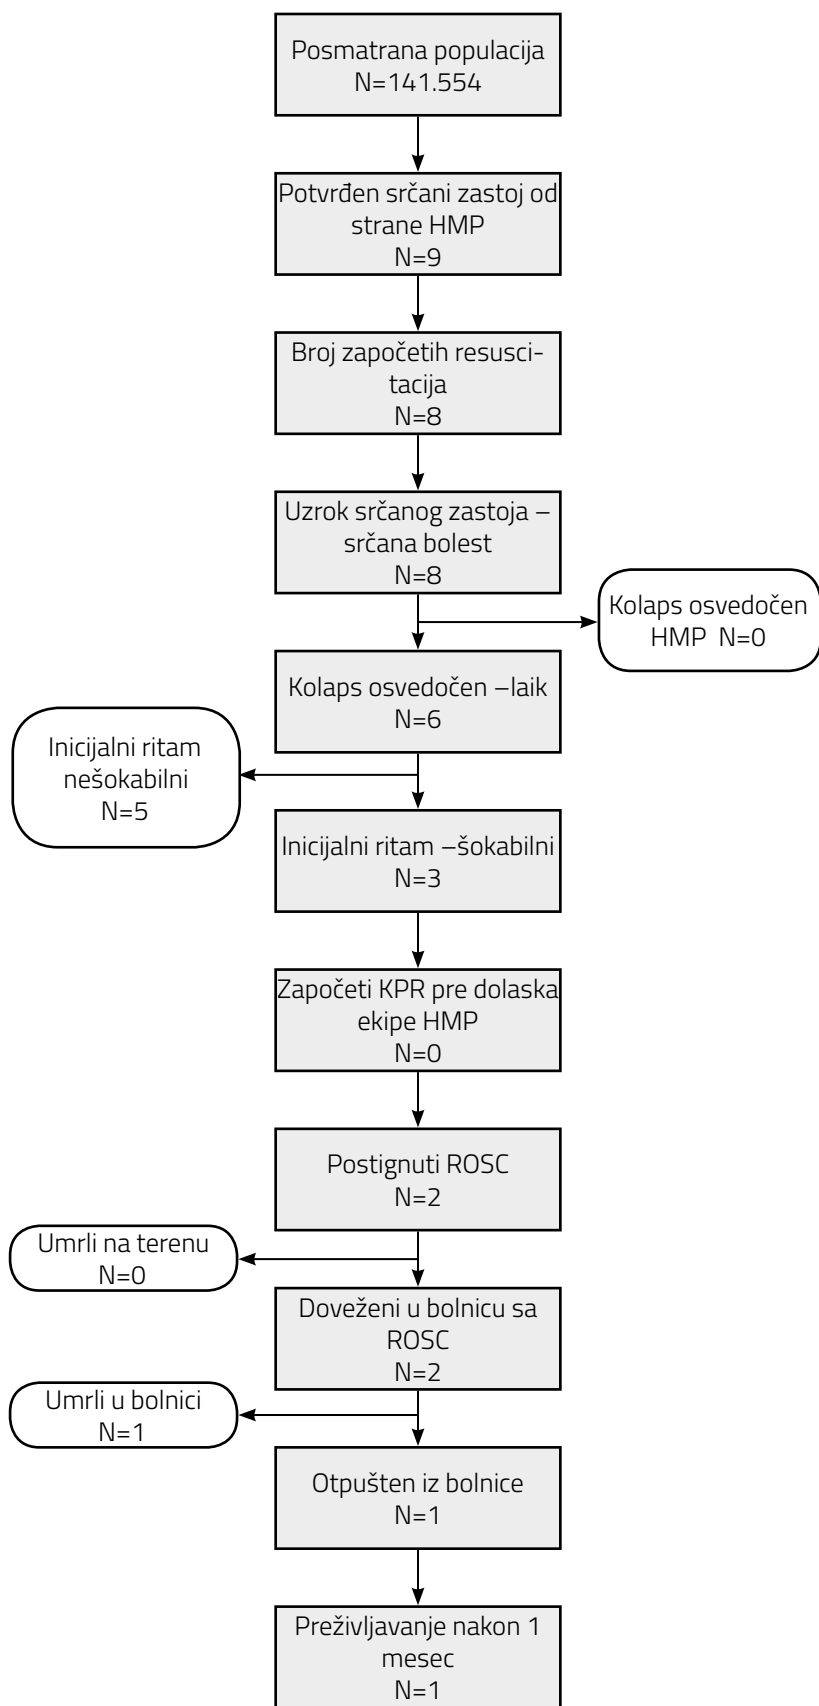 Posmatrana populacija
N=141.554
Potvrđen srčani zastoj od
strane HMP
N=9
Broj započetih resusci-
tacija
N=8
Uzrok srčanog zastoja –
srčana bolest
N=8
Kolaps osvedočen
HMP N=0
Kolaps osvedočen –laik
N=6
Inicijalni ritam
nešokabilni
N=5
Inicijalni ritam –šokabilni
N=3
Započeti KPR pre dolaska
ekipe HMP
N=0
Postignuti ROSC
N=2
Umrli na terenu
N=0
Doveženi u bolnicu sa
ROSC
N=2
Umrli u bolnici
N=1
Otpušten iz bolnice
N=1
Preživljavanje nakon 1
mesec
N=1